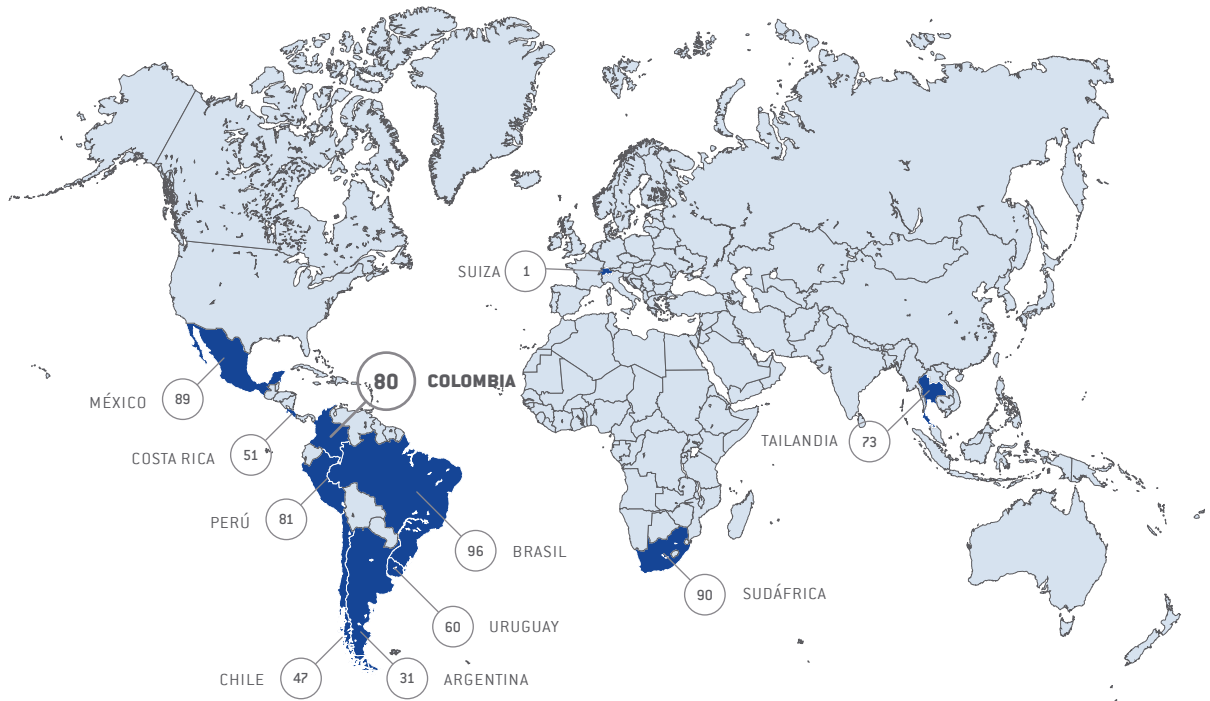 SUIZA 1
80 COLOMBIA
MÉXICO 89
COSTA RICA 51
TAILANDIA 73
PERÚ 81
96 BRASIL
90 SUDÁFRICA
60 URUGUAY
CHILE 47
31 ARGENTINA